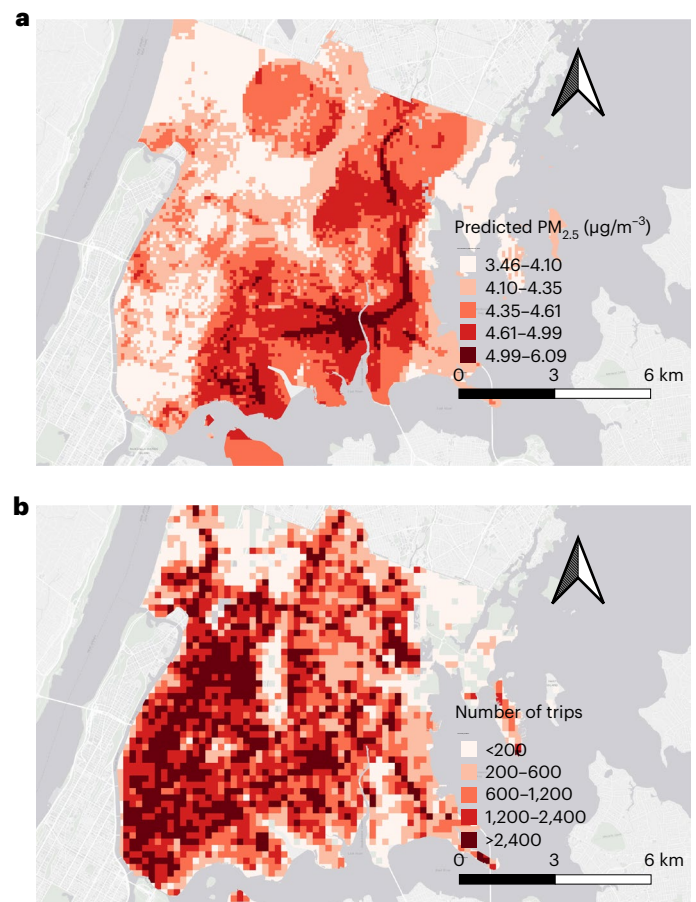 a
Predicted PM2.5 (µg/m−3)
3.46–4.10
4.10–4.35
4.35–4.61
4.61–4.99
4.99–6.09
0 3 6 km
b
Number of trips
<200
200–600
600–1,200
1,200–2,400
>2,400
0 3 6 km